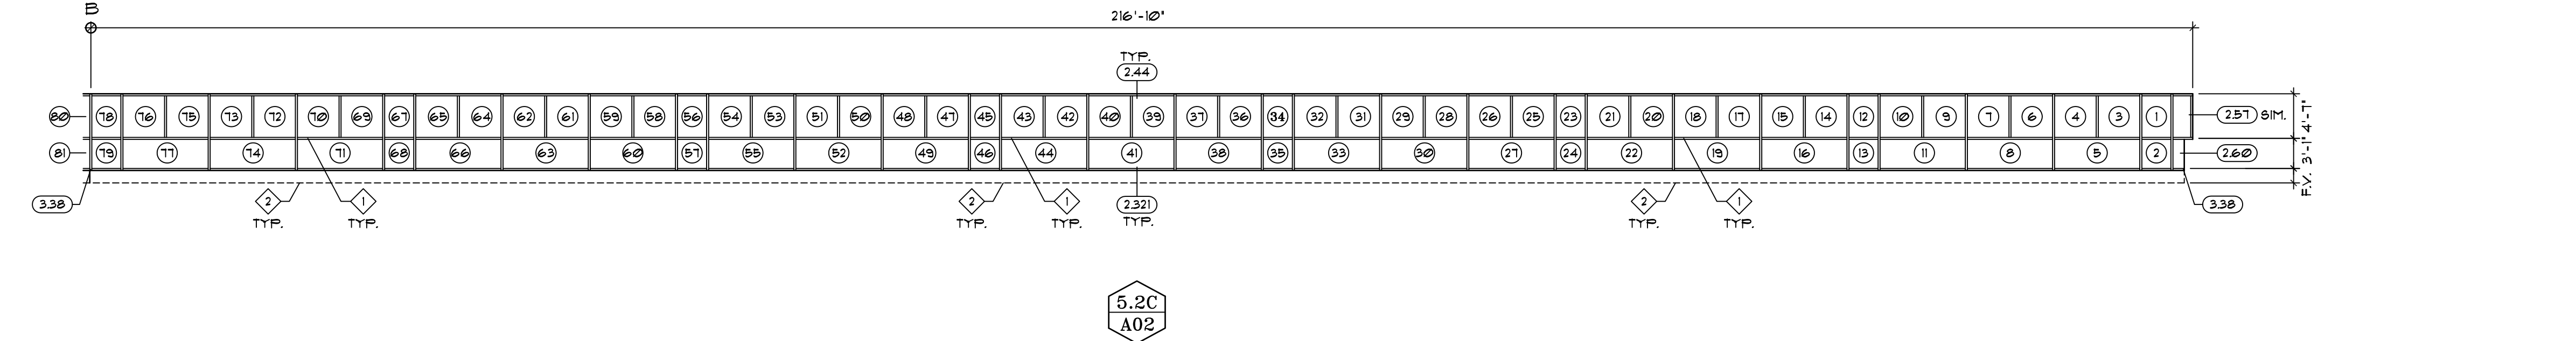 B
216'-10"
TYP.
2.44
80 78 76 75 73 72 70 69 67 65 64 62 61 59 58 56 54 53 51 50 48 47 45 43 42 40 39 37 36 34 32 31 29 28 26 25 23 21 20 18 17 15 14 12 10 9 7 6 4 3 1 2.57 SIM.
4'-7"
81 79 77 74 71 68 66 63 60 57 55 52 49 46 44 41 38 35 33 30 27 24 22 19 16 13 11 8 5 2 2.60
F.V. 3'-1"
3.38 2 1 2 1 2.321 2 1 3.38
TYP. TYP. TYP. TYP. TYP. TYP. TYP.
5.2C
A02